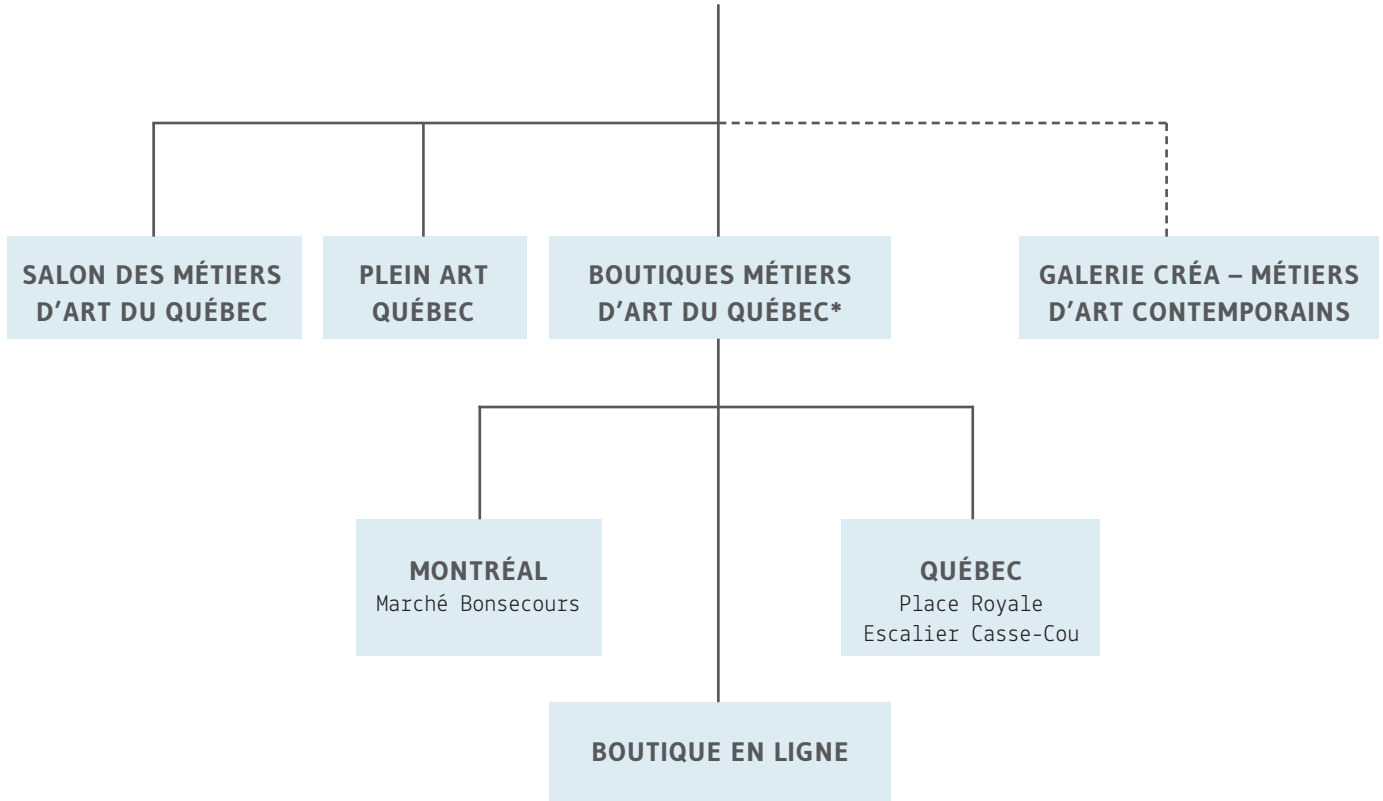 SALON DES MÉTIERS
D’ART DU QUÉBEC
PLEIN ART
QUÉBEC
BOUTIQUES MÉTIERS
D’ART DU QUÉBEC*
GALERIE CRÉA – MÉTIERS
D’ART CONTEMPORAINS
MONTRÉAL
Marché Bonsecours
QUÉBEC
Place Royale
Escalier Casse-Cou
BOUTIQUE EN LIGNE